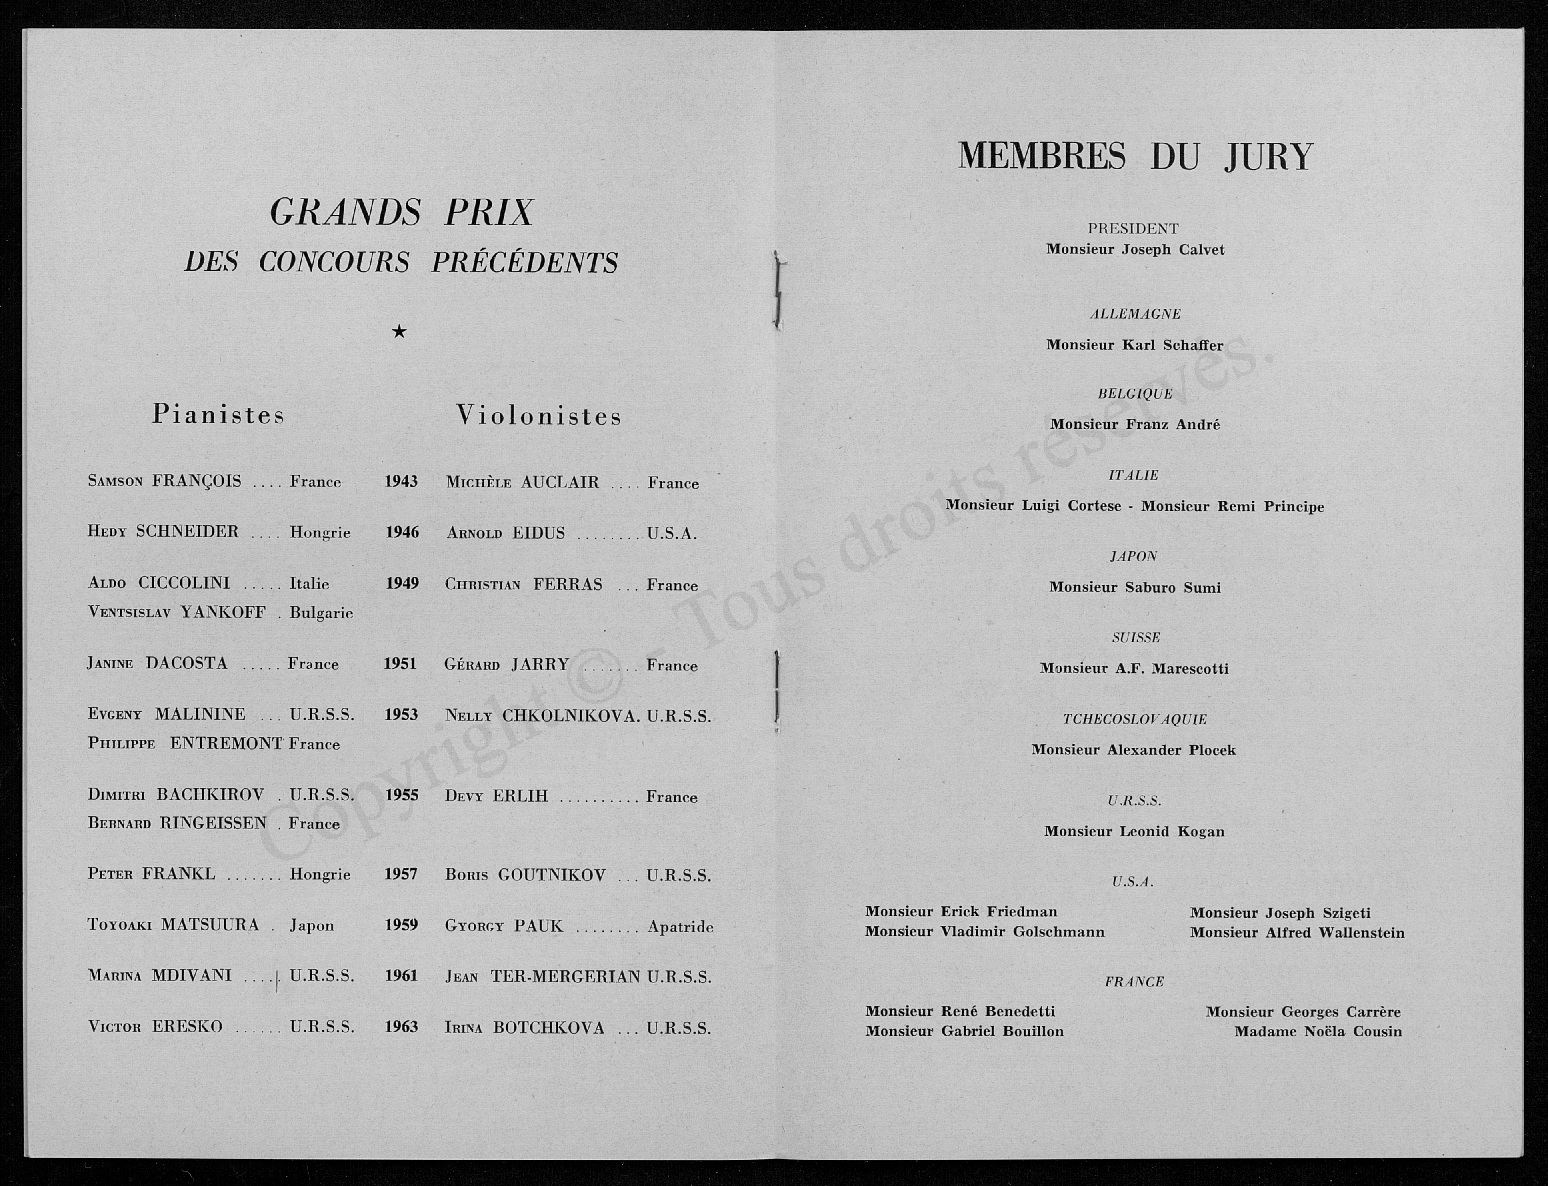 GRANDS PRIX
DES CONCOURS PRÉCÉDENTS
★
Pianistes Violonistes
SAMSON FRANÇOIS .... France 1943 MICHÈLE AUCLAIR .... France
HEDY SCHNEIDER .... Hongrie 1946 ARNOLD EIDUS ........ U.S.A.
ALDO CICCOLINI ..... Italie 1949 CHRISTIAN FERRAS ... France
VENTSISLAV YANKOFF . Bulgarie
JANINE DACOSTA ..... France 1951 GÉRARD JARRY ....... France
EVGENY MALININE ... U.R.S.S. 1953 NELLY CHKOLNIKOVA. U.R.S.S.
PHILIPPE ENTREMONT France
DIMITRI BACHKIROV . U.R.S.S. 1955 DEVY ERLIH .......... France
BERNARD RINGEISSEN . France
PETER FRANKL ....... Hongrie 1957 BORIS GOUTNIKOV ... U.R.S.S.
TOYOAKI MATSUURA . Japon 1959 GYORGY PAUK ........ Apatride
MARINA MDIVANI ..... U.R.S.S. 1961 JEAN TER-MERGERIAN U.R.S.S.
VICTOR ERESKO ...... U.R.S.S. 1963 IRINA BOTCHKOVA ... U.R.S.S.
MEMBRES DU JURY
PRESIDENT
Monsieur Joseph Calvet
ALLEMAGNE
Monsieur Karl Schaffer
BELGIQUE
Monsieur Franz André
ITALIE
Monsieur Luigi Cortese - Monsieur Remi Principe
JAPON
Monsieur Saburo Sumi
SUISSE
Monsieur A.F. Marescotti
TCHECOSLOVAQUIE
Monsieur Alexander Plocek
U.R.S.S.
Monsieur Leonid Kogan
U.S.A.
Monsieur Erick Friedman Monsieur Joseph Szigeti
Monsieur Vladimir Golschmann Monsieur Alfred Wallenstein
FRANCE
Monsieur René Benedetti Monsieur Georges Carrère
Monsieur Gabriel Bouillon Madame Noëla Cousin
Copyright © - Tous droits réservés.